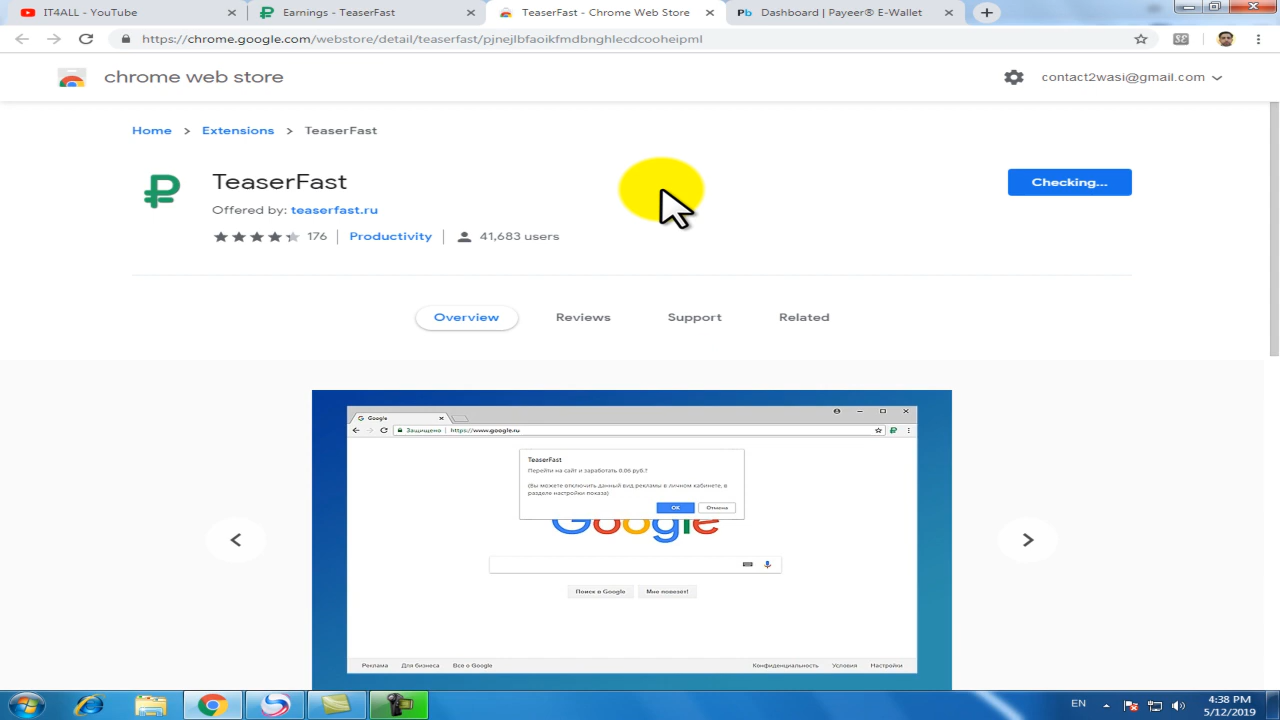 IT4ALL - YouTube
Earnings - TeaserFast
TeaserFast - Chrome Web Store
Pb Dashboard | Payeer® E-Wallet
https://chrome.google.com/webstore/detail/teaserfast/pjnejlbfaoikfmdbnghlecdcooheipml
chrome web store
contact2wasi@gmail.com
Home > Extensions > TeaserFast
TeaserFast
Checking...
Offered by: teaserfast.ru
176 | Productivity | 41,683 users
Overview Reviews Support Related
Google
Защищено | https://www.google.ru
TeaserFast
Перейти на сайт и заработать 0.06 руб.?
(Вы можете отключить данный вид рекламы в личном кабинете, в
разделе настройки показа)
OK Отмена
Google
Поиск в Google Мне повезёт!
Реклама Для бизнеса Всё о Google Конфиденциальность Условия Настройки
EN
4:38 PM
5/12/2019